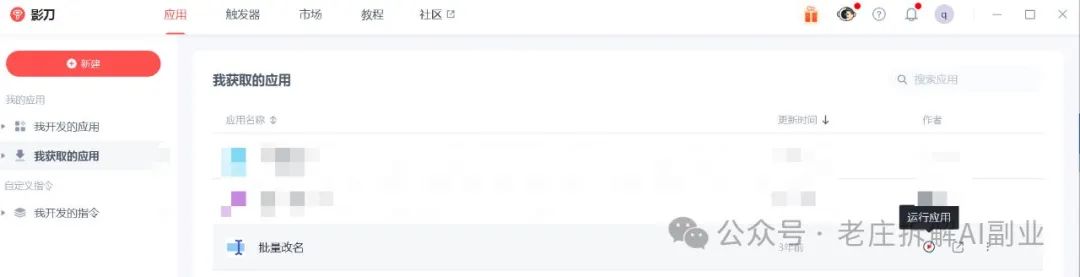 影刀 应用 触发器 市场 教程 社区 q
新建
我的应用
我开发的应用
我获取的应用
自定义指令
我开发的指令
我获取的应用 搜索应用
应用名称 更新时间 作者
运行应用
批量改名 3年前
公众号·老庄拆解AI副业